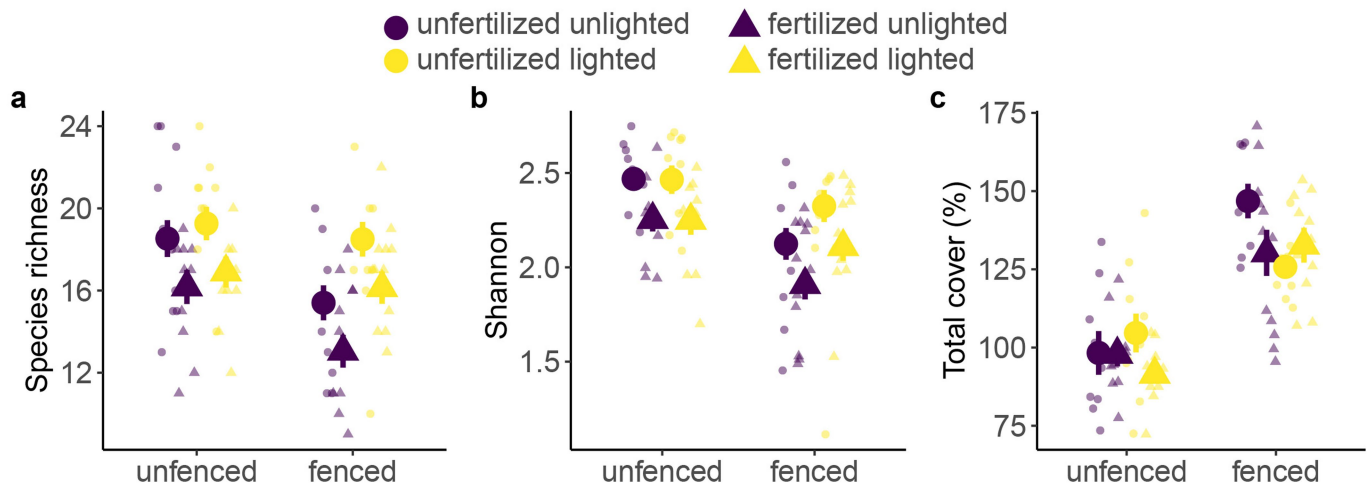 unfertilized unlighted
fertilized unlighted
unfertilized lighted
fertilized lighted
a
b
c
Species richness
24
20
16
12
unfenced
fenced
Shannon
2.5
2.0
1.5
unfenced
fenced
Total cover (%)
175
150
125
100
75
unfenced
fenced